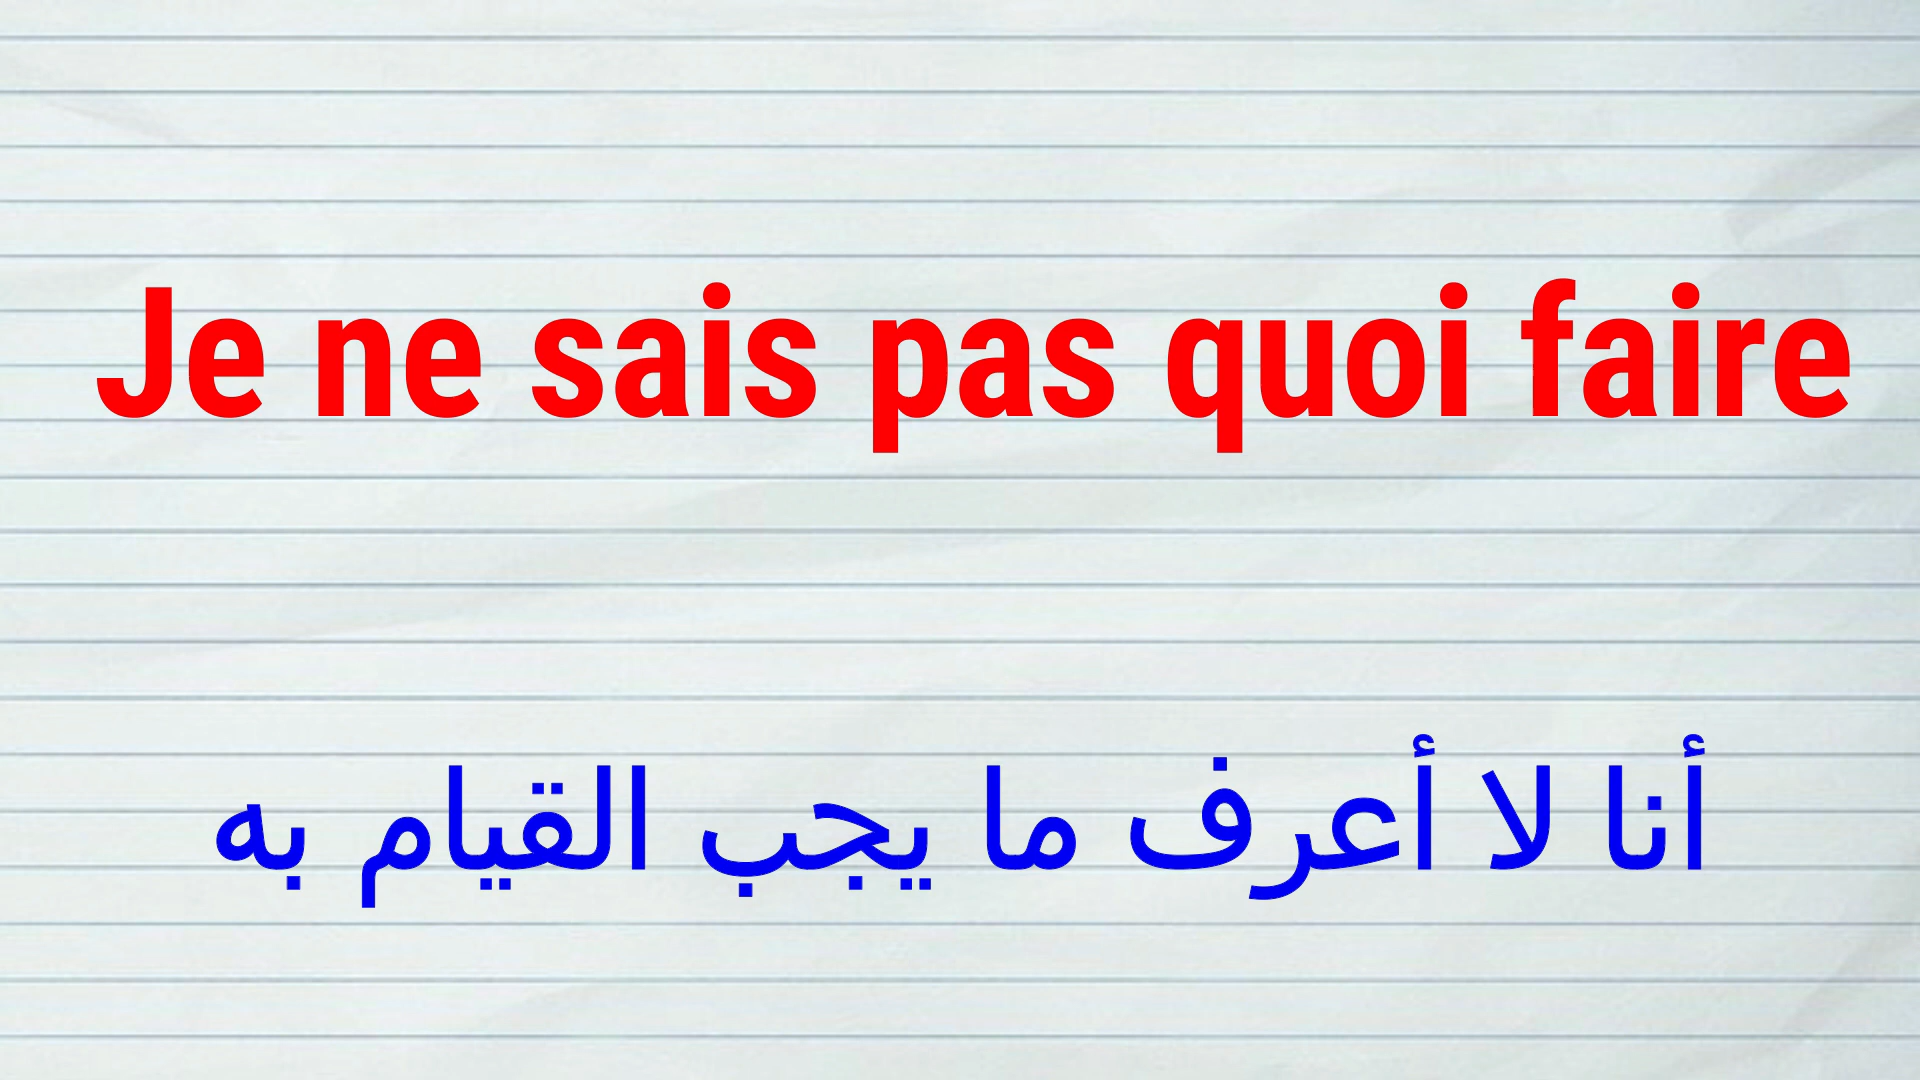 Je ne sais pas quoi faire
أنا لا أعرف ما يجب القيام به